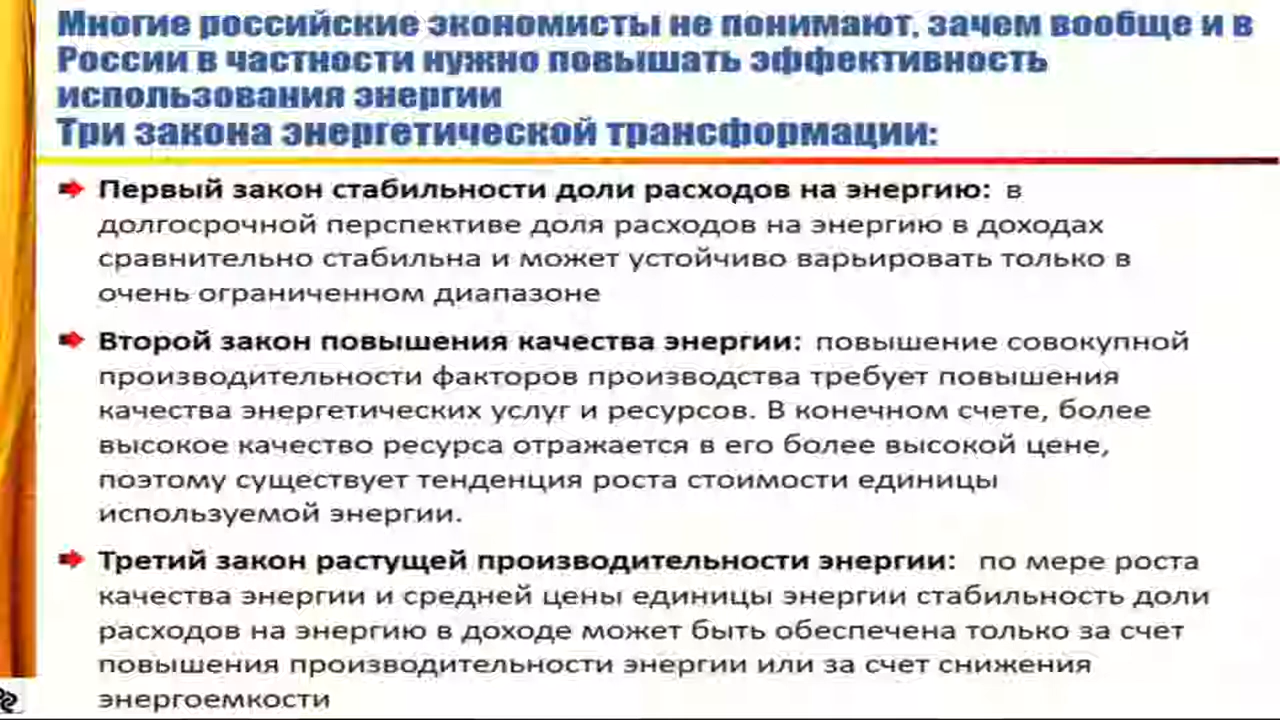 Многие российские экономисты не понимают, зачем вообще и в
России в частности нужно повышать эффективность
использования энергии
Три закона энергетической трансформации:
Первый закон стабильности доли расходов на энергию: в
долгосрочной перспективе доля расходов на энергию в доходах
сравнительно стабильна и может устойчиво варьировать только в
очень ограниченном диапазоне
Второй закон повышения качества энергии: повышение совокупной
производительности факторов производства требует повышения
качества энергетических услуг и ресурсов. В конечном счете, более
высокое качество ресурса отражается в его более высокой цене,
поэтому существует тенденция роста стоимости единицы
используемой энергии.
Третий закон растущей производительности энергии: по мере роста
качества энергии и средней цены единицы энергии стабильность доли
расходов на энергию в доходе может быть обеспечена только за счет
повышения производительности энергии или за счет снижения
энергоемкости